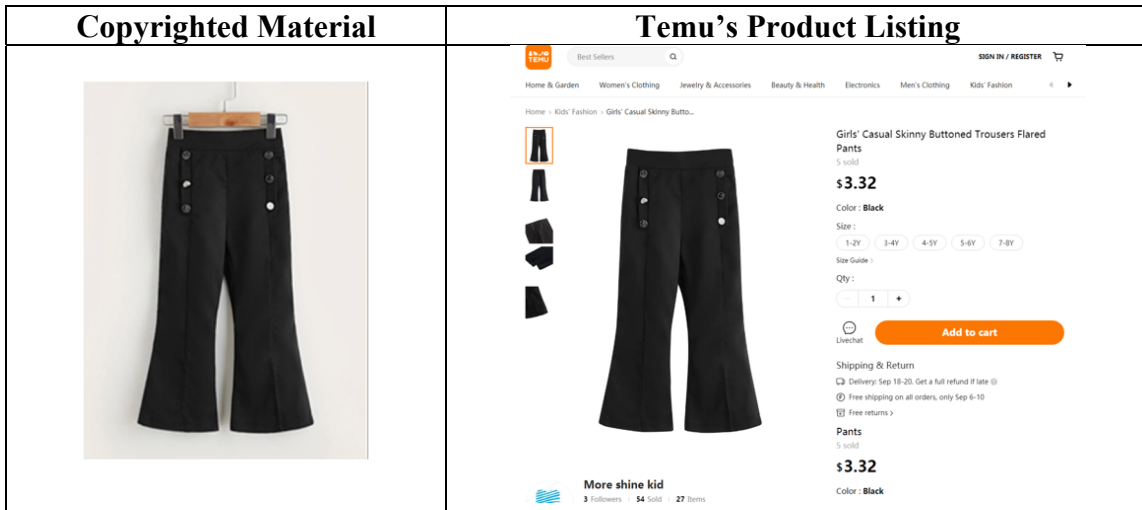 Copyrighted Material
Temu's Product Listing
TEMU
Best Sellers
SIGN IN / REGISTER
Home & Garden Women's Clothing Jewelry & Accessories Beauty & Health Electronics Men's Clothing Kids' Fashion
Home › Kids' Fashion › Girls' Casual Skinny Butto...
Girls' Casual Skinny Buttoned Trousers Flared
Pants
5 sold
$3.32
Color : Black
Size :
1-2Y 3-4Y 4-5Y 5-6Y 7-8Y
Size Guide ›
Qty :
− 1 +
Livechat
Add to cart
Shipping & Return
Delivery: Sep 18-20. Get a full refund if late
Free shipping on all orders, only Sep 6-10
Free returns ›
Pants
5 sold
$3.32
Color : Black
More shine kid
3 Followers 54 Sold 27 Items